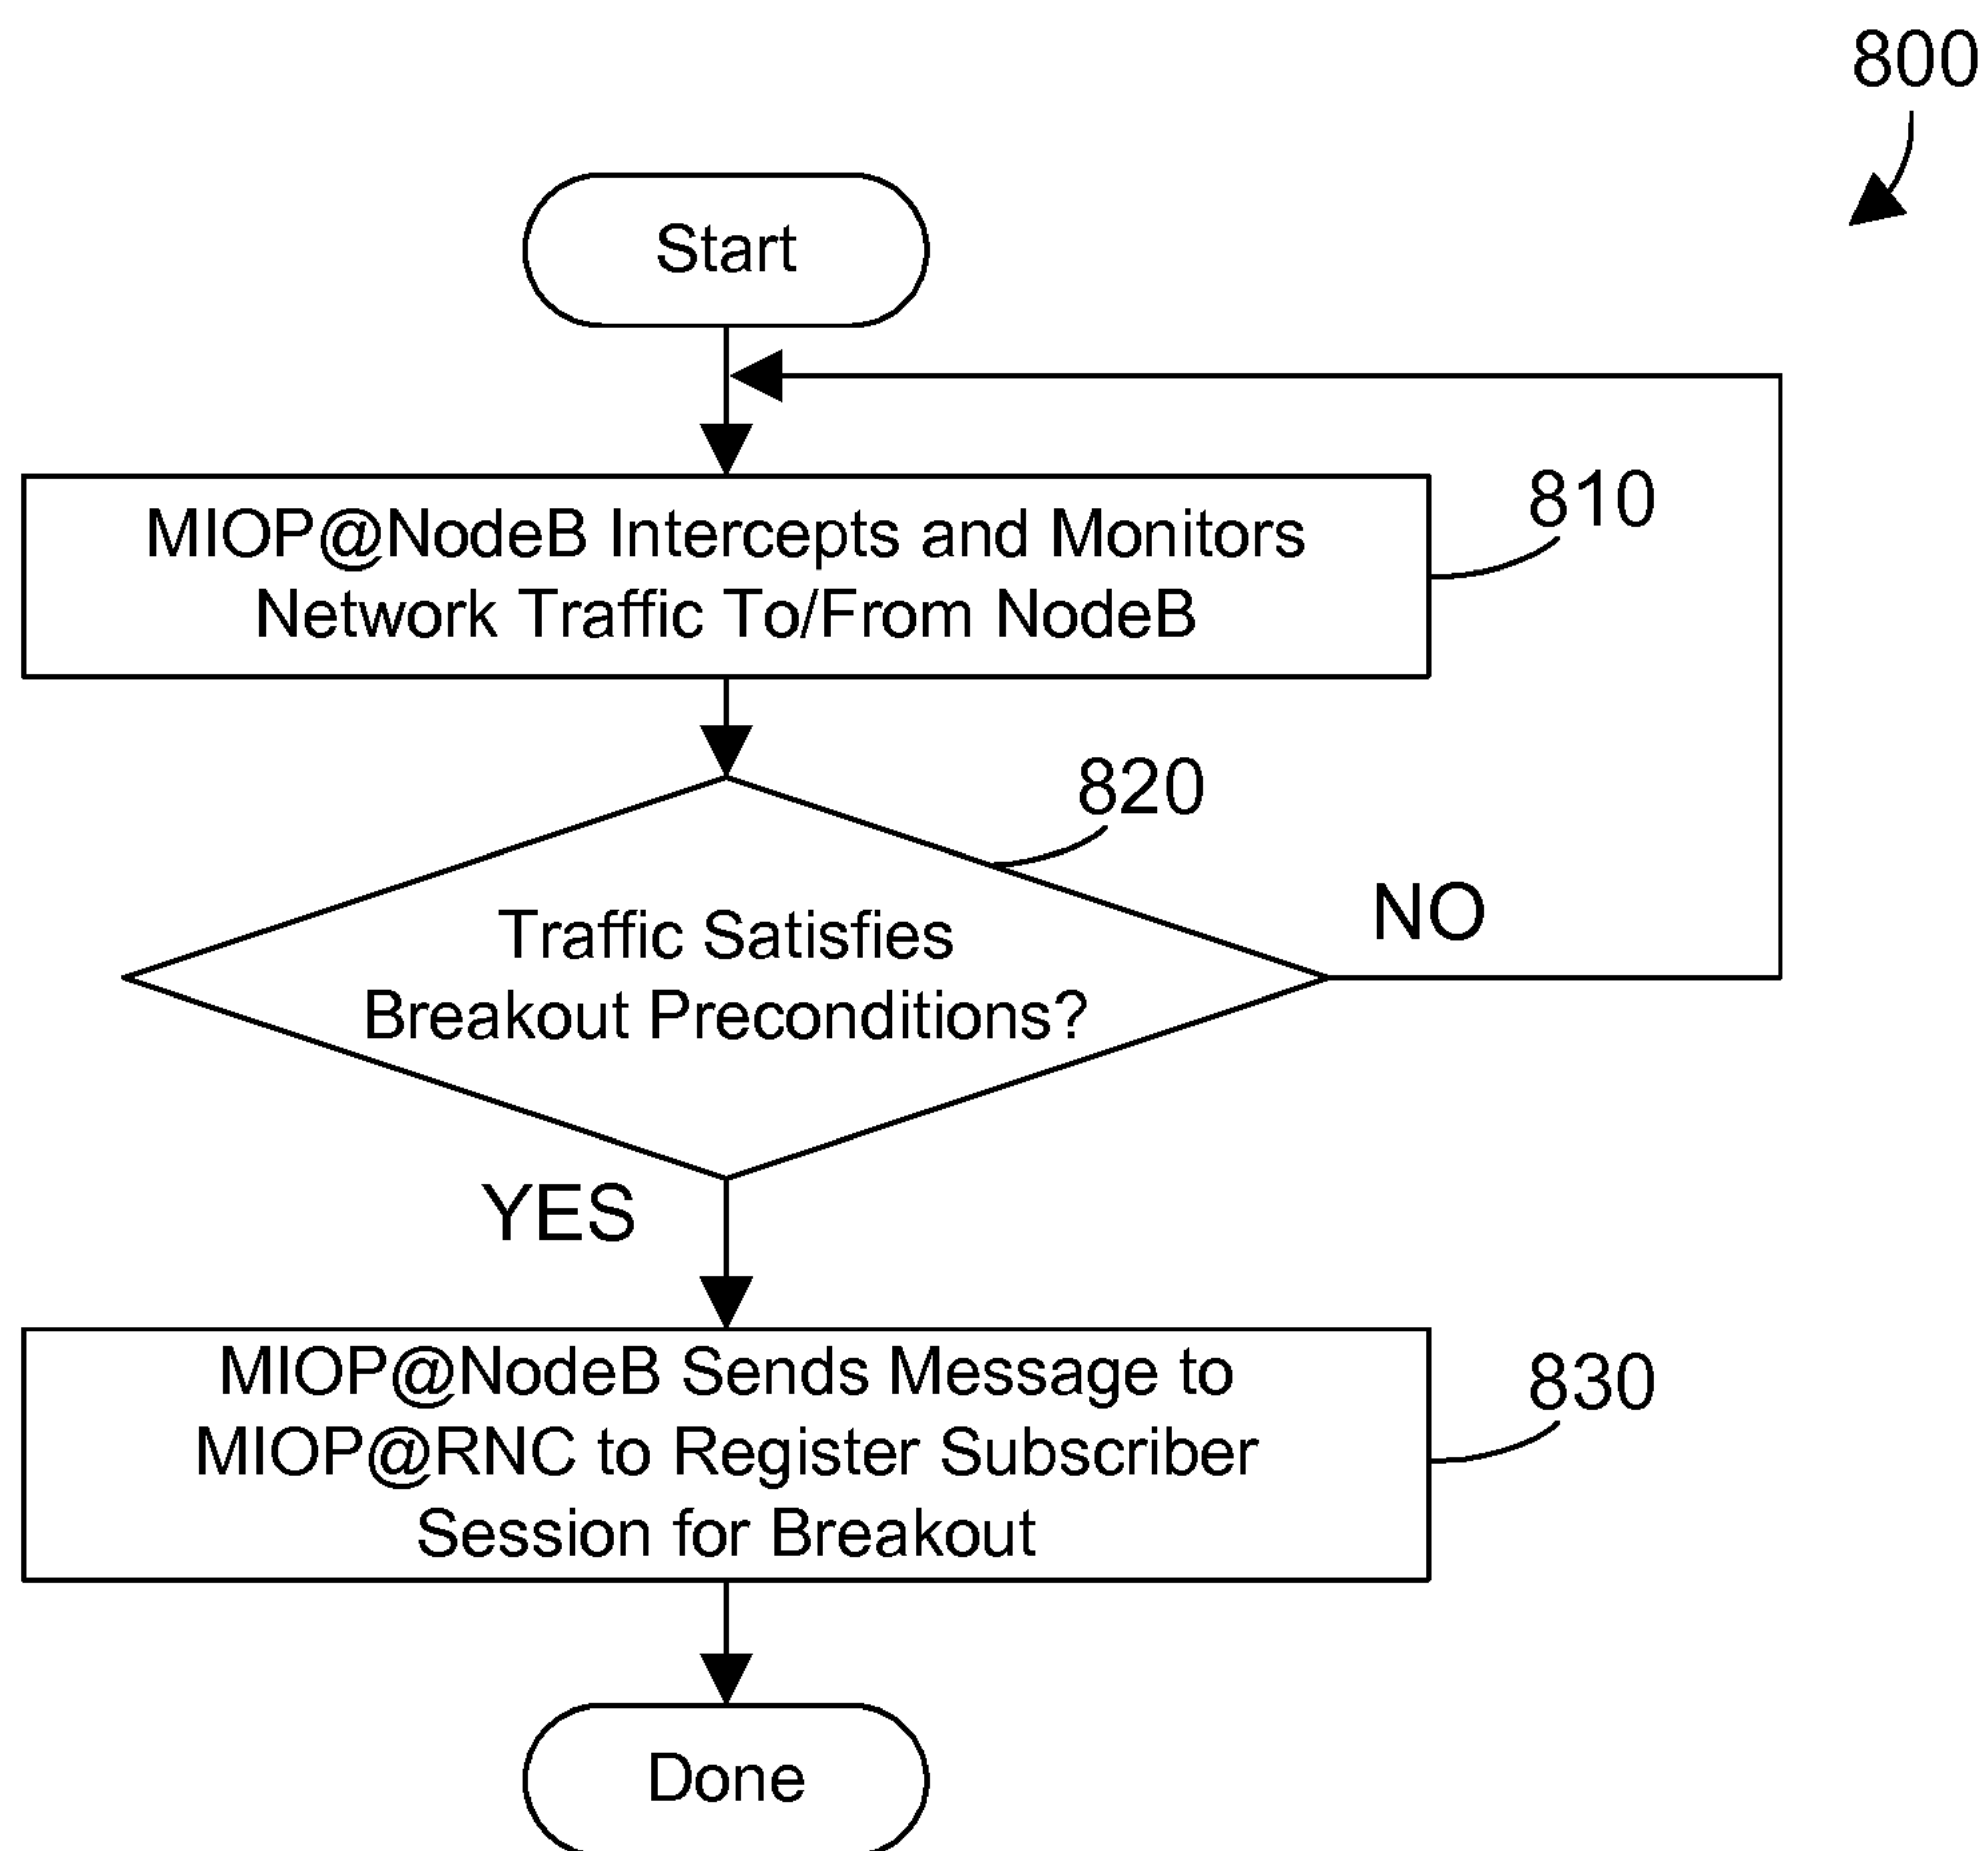 800
Start
MIOP@NodeB Intercepts and Monitors
Network Traffic To/From NodeB
810
820
Traffic Satisfies
Breakout Preconditions?
NO
YES
MIOP@NodeB Sends Message to
MIOP@RNC to Register Subscriber
Session for Breakout
830
Done